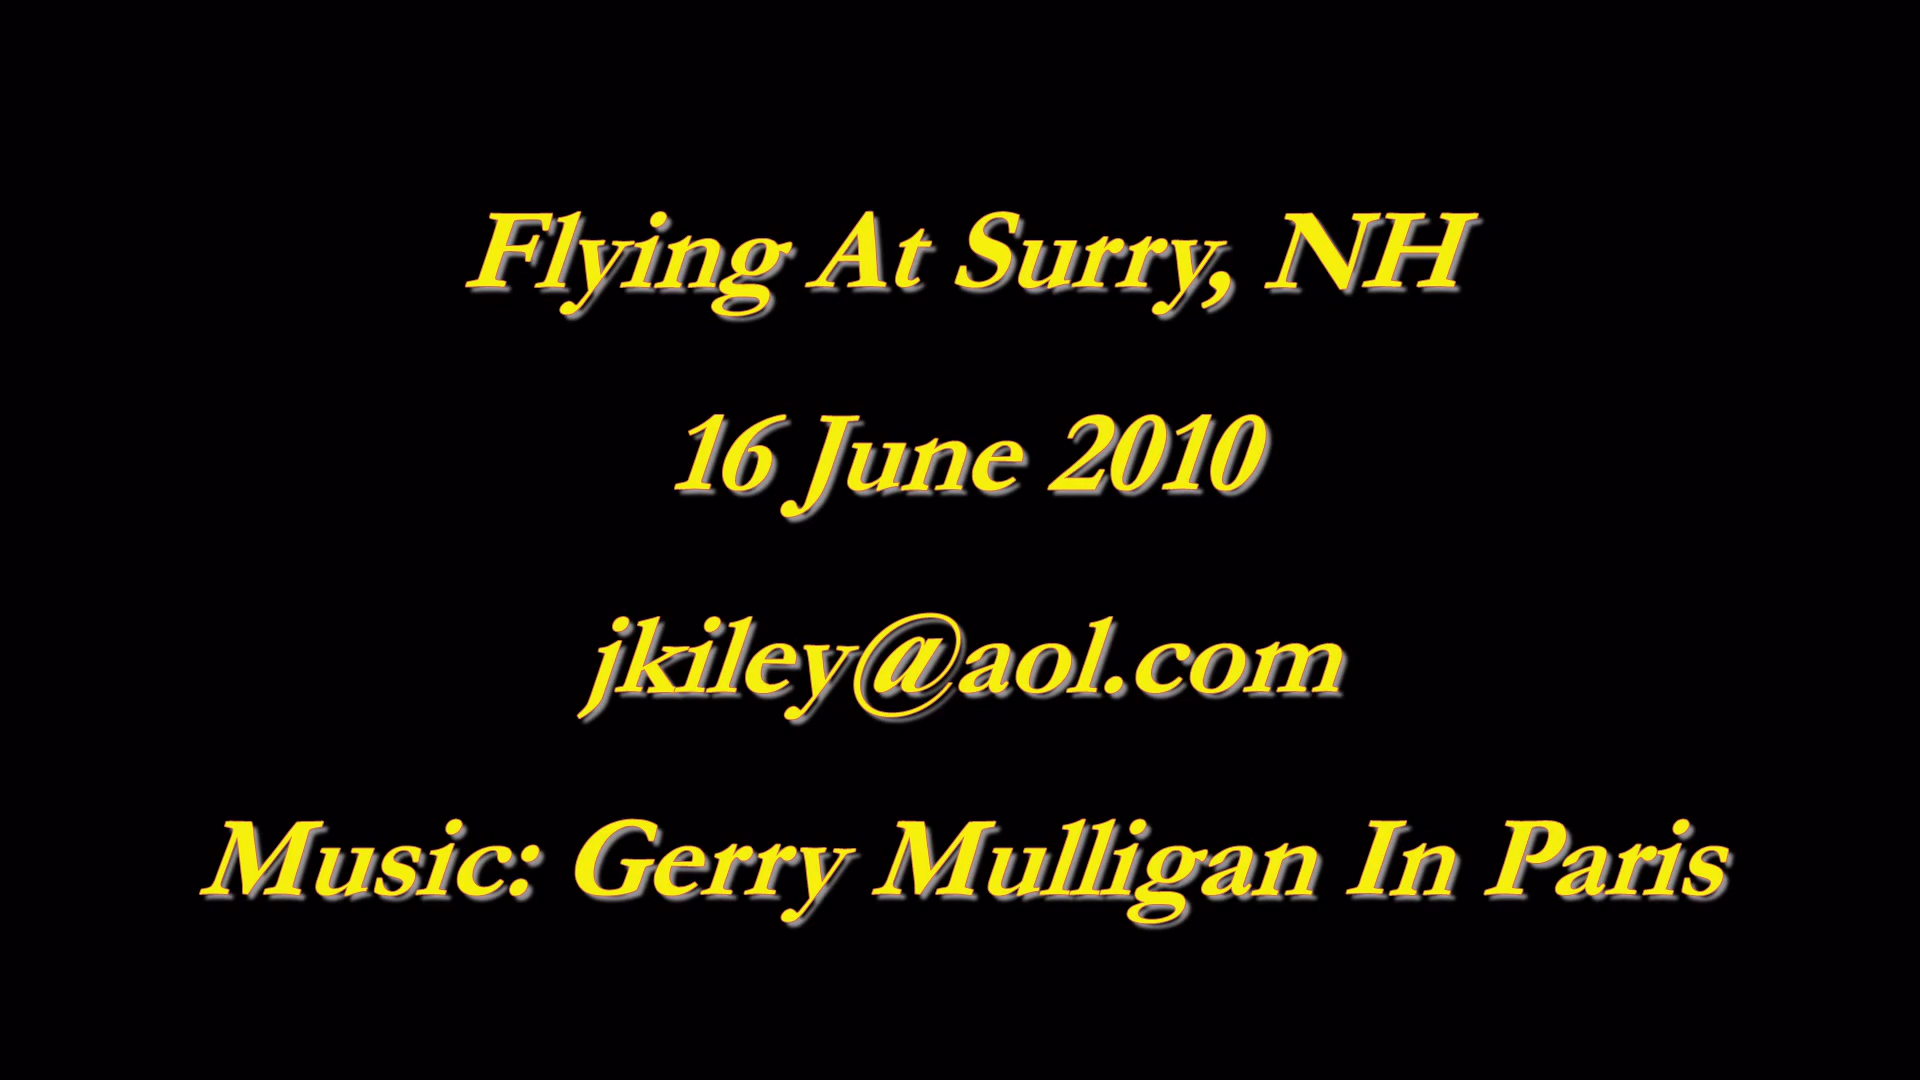 Flying At Surry, NH
16 June 2010
jkiley@aol.com
Music: Gerry Mulligan In Paris